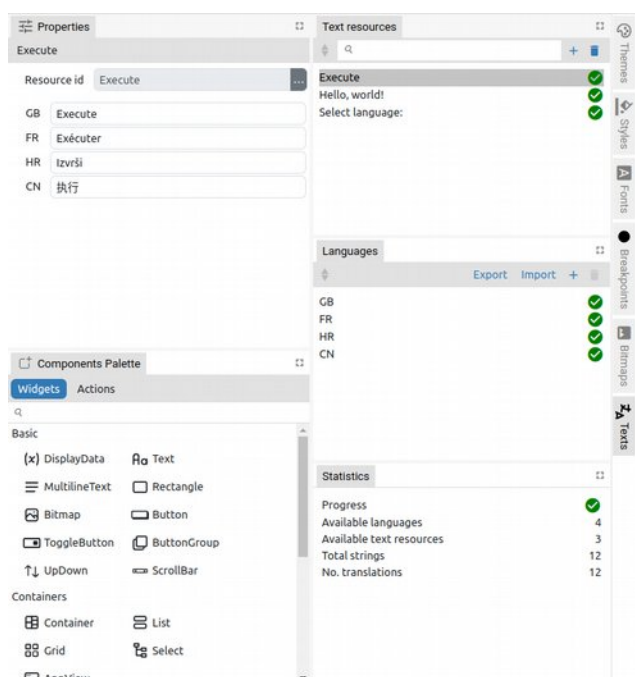 Properties
Execute
Resource id Execute ...
GB Execute
FR Exécuter
HR Izvrši
CN 执行
Components Palette
Widgets Actions
Basic
(x) DisplayData Aa Text
MultilineText Rectangle
Bitmap Button
ToggleButton ButtonGroup
UpDown ScrollBar
Containers
Container List
Grid Select
AppView
Text resources
Execute
Hello, world!
Select language:
Languages
Export Import +
GB
FR
HR
CN
Statistics
Progress
Available languages 4
Available text resources 3
Total strings 12
No. translations 12
Themes
Styles
Fonts
Breakpoints
Bitmaps
Texts